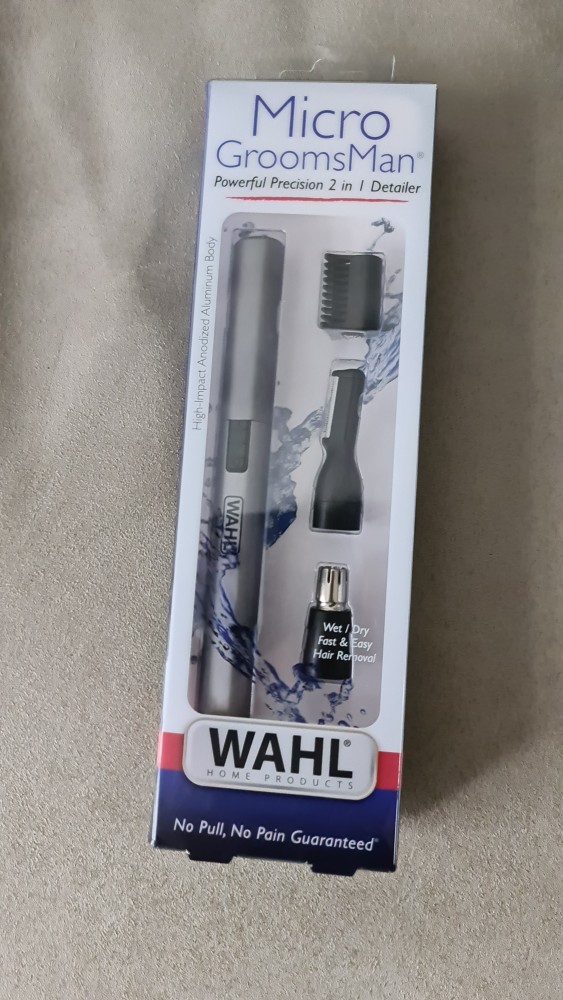 Micro
GroomsMan®
Powerful Precision 2 in 1 Detailer
High-Impact Anodized Aluminum Body
WAHL
Wet / Dry
Fast & Easy
Hair Removal
WAHL®
HOME PRODUCTS
No Pull, No Pain Guaranteed